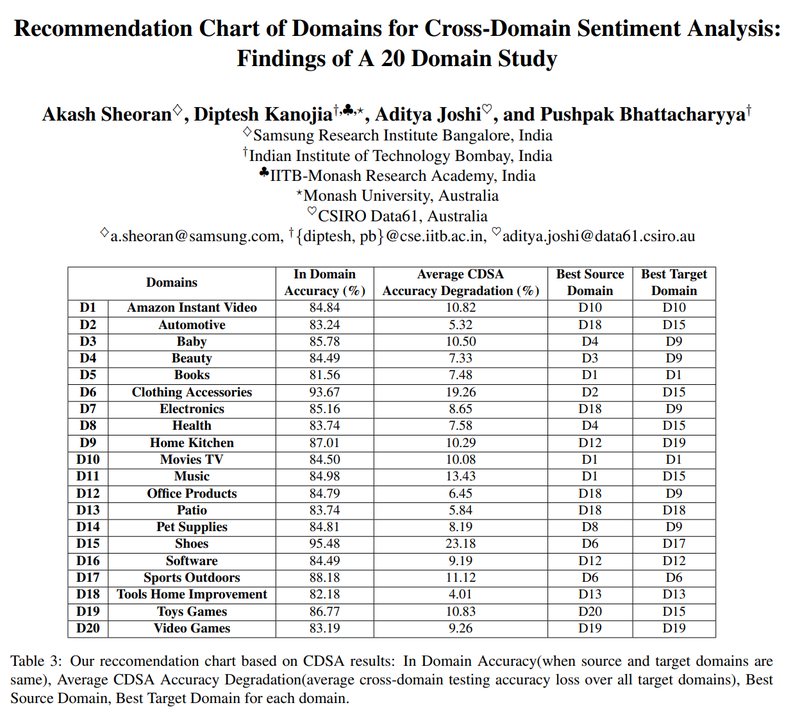 Recommendation Chart of Domains for Cross-Domain Sentiment Analysis:
Findings of A 20 Domain Study
Akash Sheoran♢, Diptesh Kanojia†,♣,⋆, Aditya Joshi♡, and Pushpak Bhattacharyya†
♢Samsung Research Institute Bangalore, India
†Indian Institute of Technology Bombay, India
♣IITB-Monash Research Academy, India
⋆Monash University, Australia
♡CSIRO Data61, Australia
♢a.sheoran@samsung.com, †{diptesh, pb}@cse.iitb.ac.in, ♡aditya.joshi@data61.csiro.au
Domains In Domain Accuracy (%) Average CDSA Accuracy Degradation (%) Best Source Domain Best Target Domain
D1 Amazon Instant Video 84.84 10.82 D10 D10
D2 Automotive 83.24 5.32 D18 D15
D3 Baby 85.78 10.50 D4 D9
D4 Beauty 84.49 7.33 D3 D9
D5 Books 81.56 7.48 D1 D1
D6 Clothing Accessories 93.67 19.26 D2 D15
D7 Electronics 85.16 8.65 D18 D9
D8 Health 83.74 7.58 D4 D15
D9 Home Kitchen 87.01 10.29 D12 D19
D10 Movies TV 84.50 10.08 D1 D1
D11 Music 84.98 13.43 D1 D15
D12 Office Products 84.79 6.45 D18 D9
D13 Patio 83.74 5.84 D18 D18
D14 Pet Supplies 84.81 8.19 D8 D9
D15 Shoes 95.48 23.18 D6 D17
D16 Software 84.49 9.19 D12 D12
D17 Sports Outdoors 88.18 11.12 D6 D6
D18 Tools Home Improvement 82.18 4.01 D13 D13
D19 Toys Games 86.77 10.83 D20 D15
D20 Video Games 83.19 9.26 D19 D19
Table 3: Our reccomendation chart based on CDSA results: In Domain Accuracy(when source and target domains are
same), Average CDSA Accuracy Degradation(average cross-domain testing accuracy loss over all target domains), Best
Source Domain, Best Target Domain for each domain.